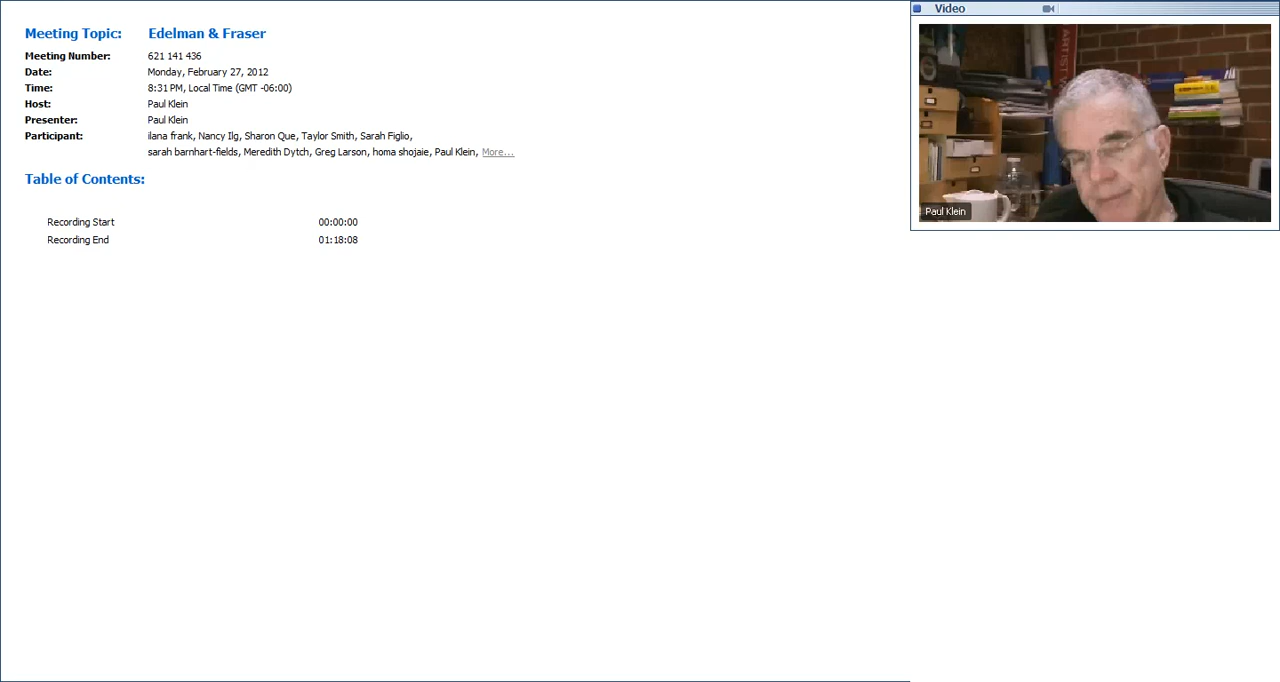 Meeting Topic: Edelman & Fraser
Meeting Number: 621 141 436
Date: Monday, February 27, 2012
Time: 8:31 PM, Local Time (GMT -06:00)
Host: Paul Klein
Presenter: Paul Klein
Participant: ilana frank, Nancy Ilg, Sharon Que, Taylor Smith, Sarah Figlio,
sarah barnhart-fields, Meredith Dytch, Greg Larson, homa shojaie, Paul Klein, More...
Table of Contents:
Recording Start 00:00:00
Recording End 01:18:08
Video
ARTIST
Paul Klein